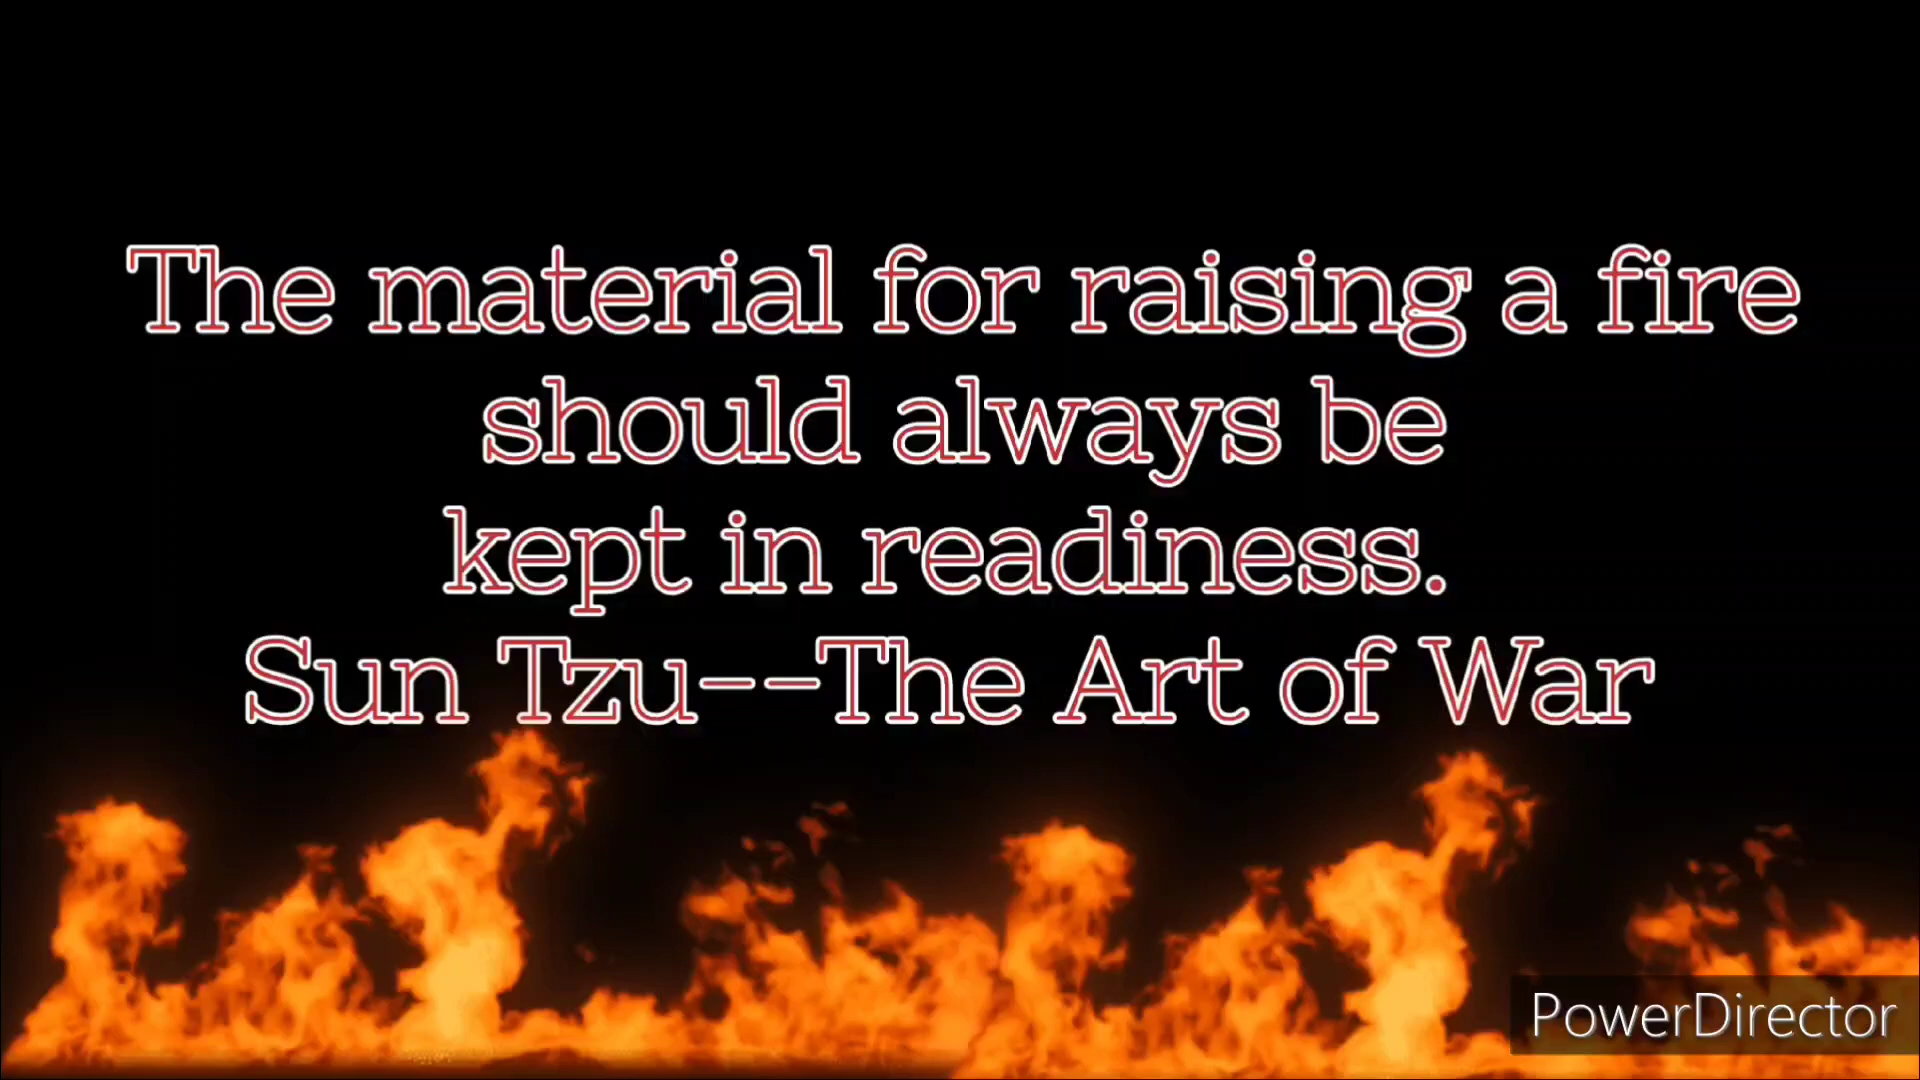 The material for raising a fire
should always be
kept in readiness.
Sun Tzu--The Art of War
PowerDirector